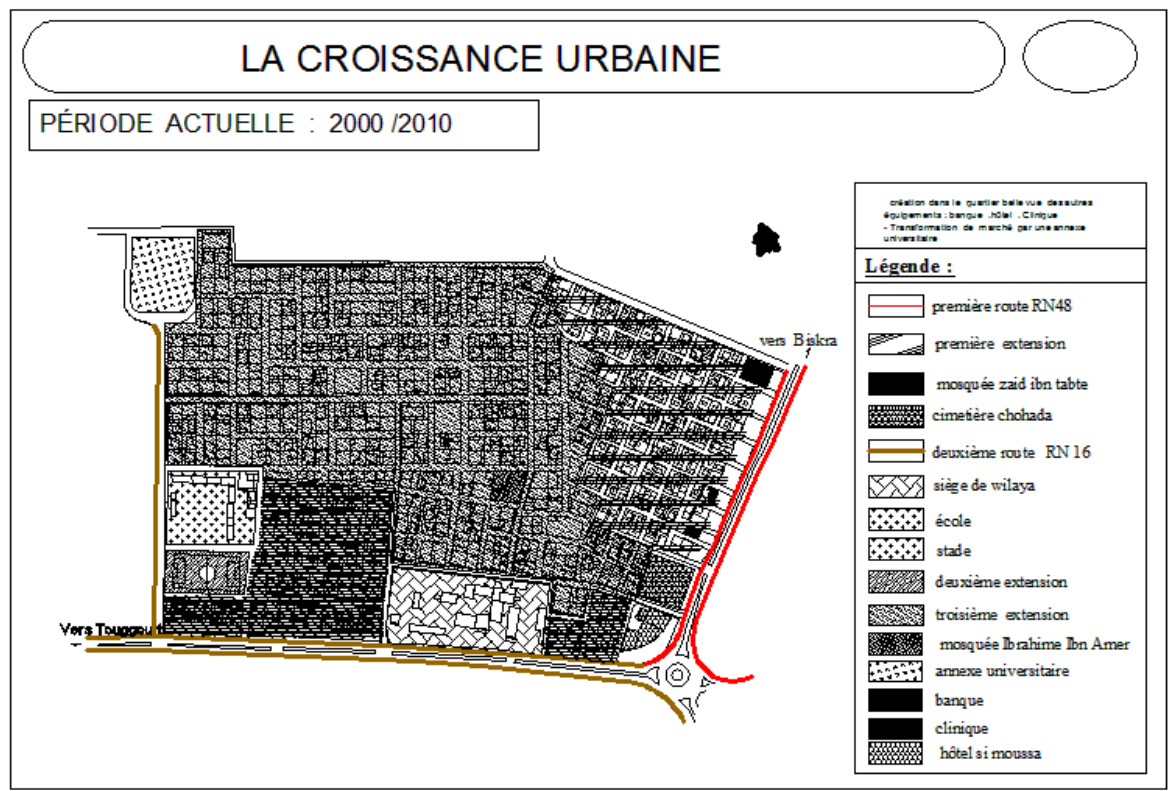 LA CROISSANCE URBAINE
PÉRIODE ACTUELLE : 2000 /2010
création dans le quartier belle vue des autres
équipements : banque .hôtel . Clinique
- Transformation de marché par une annexe
universitaire
Légende :
première route RN48
première extension
mosquée zaid ibn tabte
cimetière chohada
deuxième route RN 16
siège de wilaya
école
stade
deuxième extension
troisième extension
mosquée Ibrahime Ibn Amer
annexe universitaire
banque
clinique
hôtel si moussa
vers Biskra
Vers Touggourt